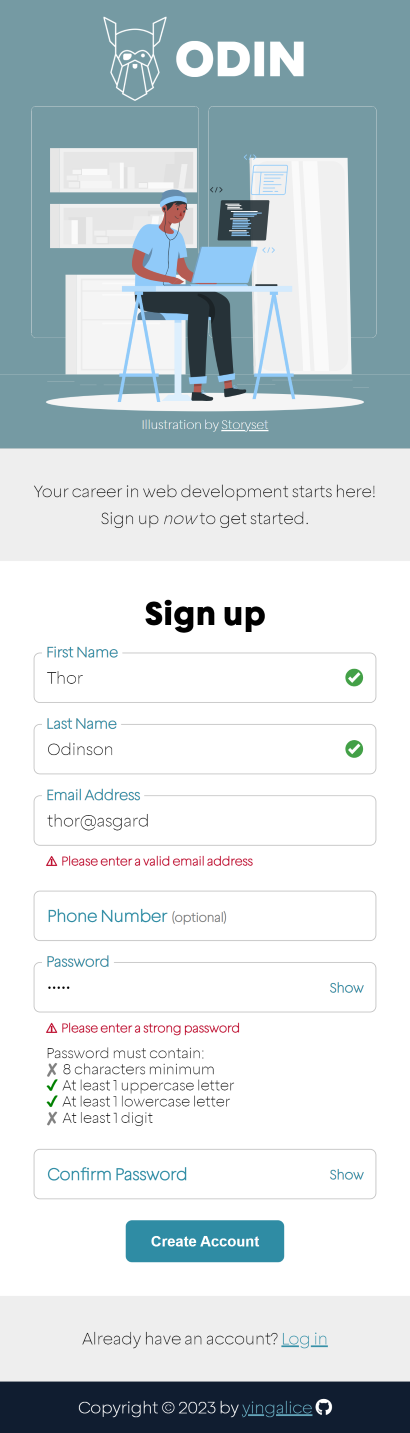 ODIN
</>
</>
</>
Illustration by Storyset
Your career in web development starts here!
Sign up now to get started.
Sign up
First Name
Thor
Last Name
Odinson
Email Address
thor@asgard
⚠ Please enter a valid email address
Phone Number (optional)
Password
•••••
Show
⚠ Please enter a strong password
Password must contain:
✘ 8 characters minimum
✔ At least 1 uppercase letter
✔ At least 1 lowercase letter
✘ At least 1 digit
Confirm Password
Show
Create Account
Already have an account? Log in
Copyright © 2023 by yingalice